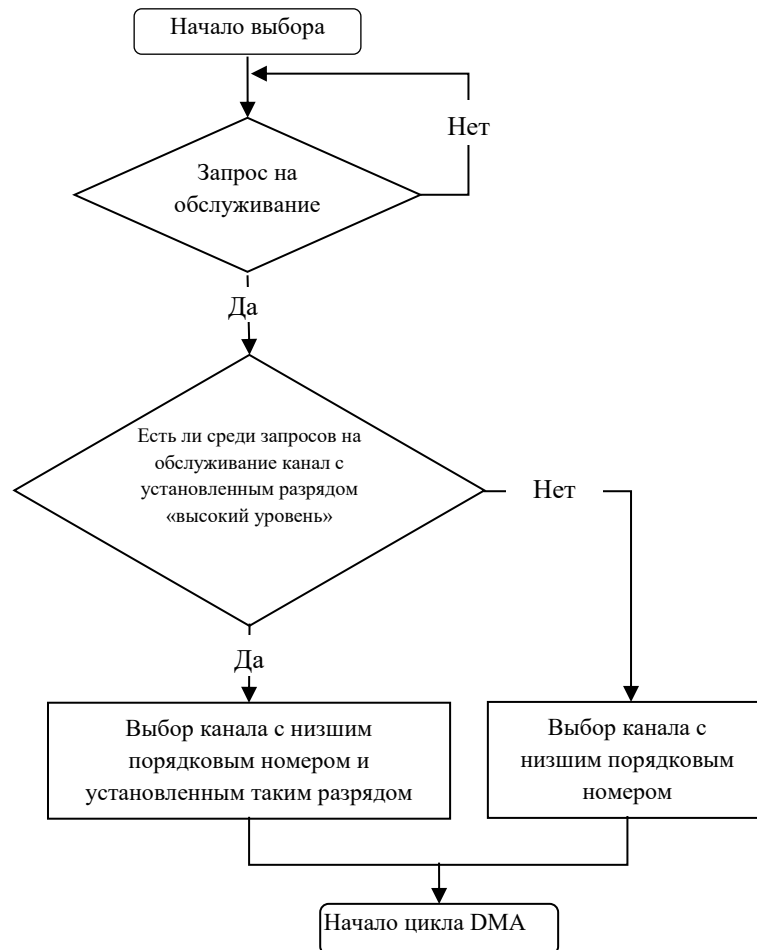 Начало выбора
Нет
Запрос на
обслуживание
Да
Есть ли среди запросов на
обслуживание канал с
установленным разрядом
«высокий уровень»
Нет
Да
Выбор канала с низшим
порядковым номером и
установленным таким разрядом
Выбор канала с
низшим порядковым
номером
Начало цикла DMA